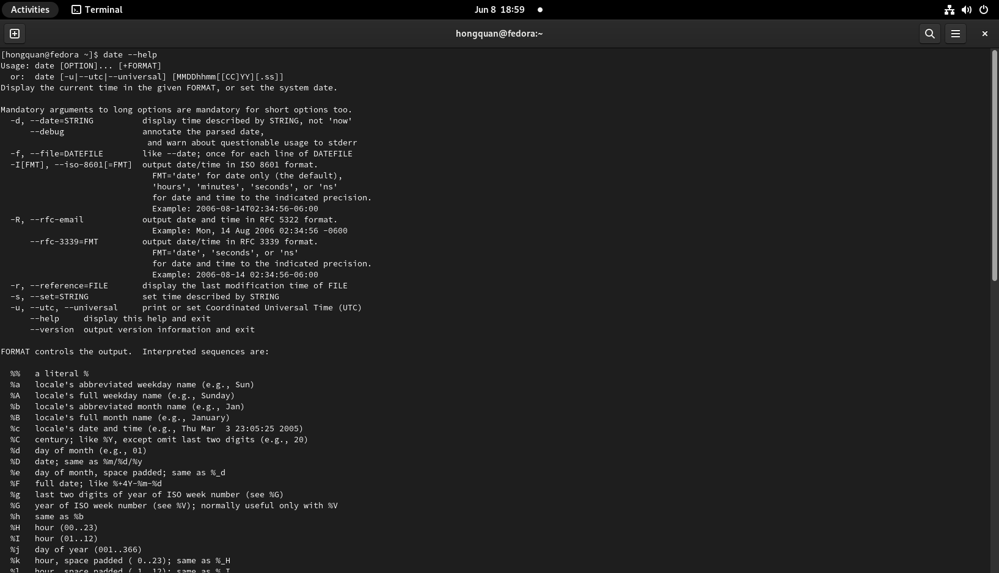 Activities Terminal Jun 8 18:59
hongquan@fedora:~
[hongquan@fedora ~]$ date --help
Usage: date [OPTION]... [+FORMAT]
  or:  date [-u|--utc|--universal] [MMDDhhmm[[CC]YY][.ss]]
Display the current time in the given FORMAT, or set the system date.

Mandatory arguments to long options are mandatory for short options too.
  -d, --date=STRING          display time described by STRING, not 'now'
      --debug                annotate the parsed date,
                              and warn about questionable usage to stderr
  -f, --file=DATEFILE        like --date; once for each line of DATEFILE
  -I[FMT], --iso-8601[=FMT]  output date/time in ISO 8601 format.
                               FMT='date' for date only (the default),
                               'hours', 'minutes', 'seconds', or 'ns'
                               for date and time to the indicated precision.
                               Example: 2006-08-14T02:34:56-06:00
  -R, --rfc-email            output date and time in RFC 5322 format.
                               Example: Mon, 14 Aug 2006 02:34:56 -0600
      --rfc-3339=FMT         output date/time in RFC 3339 format.
                               FMT='date', 'seconds', or 'ns'
                               for date and time to the indicated precision.
                               Example: 2006-08-14 02:34:56-06:00
  -r, --reference=FILE       display the last modification time of FILE
  -s, --set=STRING           set time described by STRING
  -u, --utc, --universal     print or set Coordinated Universal Time (UTC)
      --help     display this help and exit
      --version  output version information and exit

FORMAT controls the output.  Interpreted sequences are:

  %%   a literal %
  %a   locale's abbreviated weekday name (e.g., Sun)
  %A   locale's full weekday name (e.g., Sunday)
  %b   locale's abbreviated month name (e.g., Jan)
  %B   locale's full month name (e.g., January)
  %c   locale's date and time (e.g., Thu Mar  3 23:05:25 2005)
  %C   century; like %Y, except omit last two digits (e.g., 20)
  %d   day of month (e.g., 01)
  %D   date; same as %m/%d/%y
  %e   day of month, space padded; same as %_d
  %F   full date; like %+4Y-%m-%d
  %g   last two digits of year of ISO week number (see %G)
  %G   year of ISO week number (see %V); normally useful only with %V
  %h   same as %b
  %H   hour (00..23)
  %I   hour (01..12)
  %j   day of year (001..366)
  %k   hour, space padded ( 0..23); same as %_H
  %l   hour, space padded ( 1..12); same as %_I